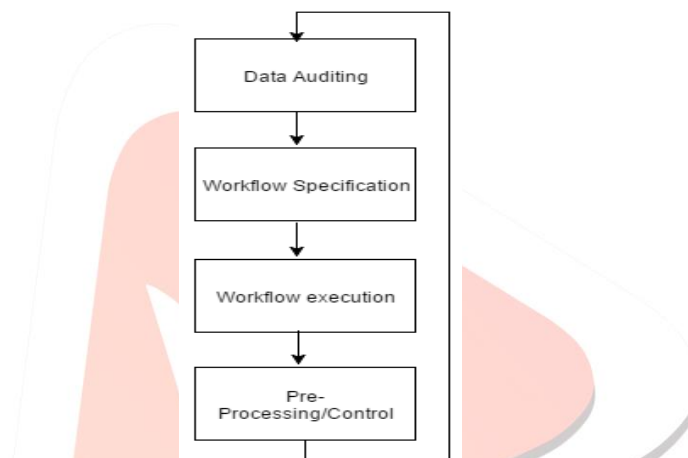 Data Auditing
Workflow Specification
Workflow execution
Pre-
Processing/Control